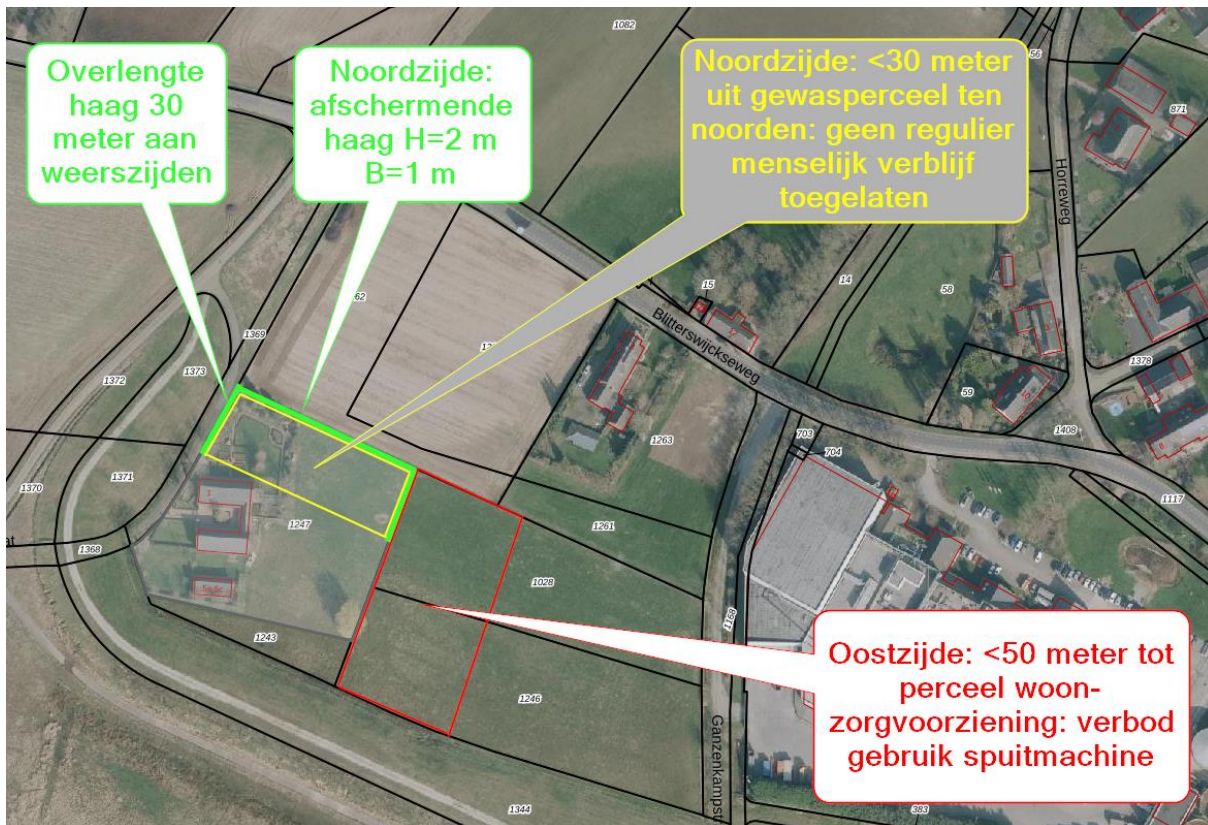 Overlengte
haag 30
meter aan
weerszijden
Noordzijde:
afschermende
haag H=2 m
B=1 m
Noordzijde: <30 meter
uit gewasperceel ten
noorden: geen regulier
menselijk verblijf
toegelaten
Oostzijde: <50 meter tot
perceel woon-
zorgvoorziening: verbod
gebruik spuitmachine
1082
56
871
Horreweg
14
15
58
Blitterswijckseweg
1369
1372
1373
59
1378
1263
1408
703
704
1117
1371
1370
3
1247
1261
1368
1028
1168
1243
1246
Ganzenkampst
1344
383